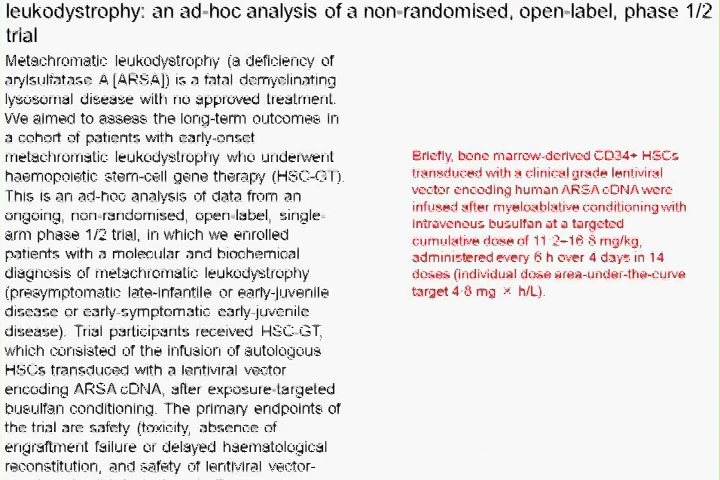 leukodystrophy: an ad-hoc analysis of a non-randomised, open-label, phase 1/2
trial
Metachromatic leukodystrophy (a deficiency of
arylsulfatase A [ARSA]) is a fatal demyelinating
lysosomal disease with no approved treatment.
We aimed to assess the long-term outcomes in
a cohort of patients with early-onset
metachromatic leukodystrophy who underwent
haemopoietic stem-cell gene therapy (HSC-GT).
This is an ad-hoc analysis of data from an
ongoing, non-randomised, open-label, single-
arm phase 1/2 trial, in which we enrolled
patients with a molecular and biochemical
diagnosis of metachromatic leukodystrophy
(presymptomatic late-infantile or early-juvenile
disease or early-symptomatic early-juvenile
disease). Trial participants received HSC-GT,
which consisted of the infusion of autologous
HSCs transduced with a lentiviral vector
encoding ARSA cDNA, after exposure-targeted
busulfan conditioning. The primary endpoints of
the trial are safety (toxicity, absence of
engraftment failure or delayed haematological
reconstitution, and safety of lentiviral vector-
Briefly, bone marrow-derived CD34+ HSCs
transduced with a clinical grade lentiviral
vector encoding human ARSA cDNA were
infused after myeloablative conditioning with
intravenous busulfan at a targeted
cumulative dose of 11·2–16·8 mg/kg,
administered every 6 h over 4 days in 14
doses (individual dose area-under-the-curve
target 4·8 mg × h/L).